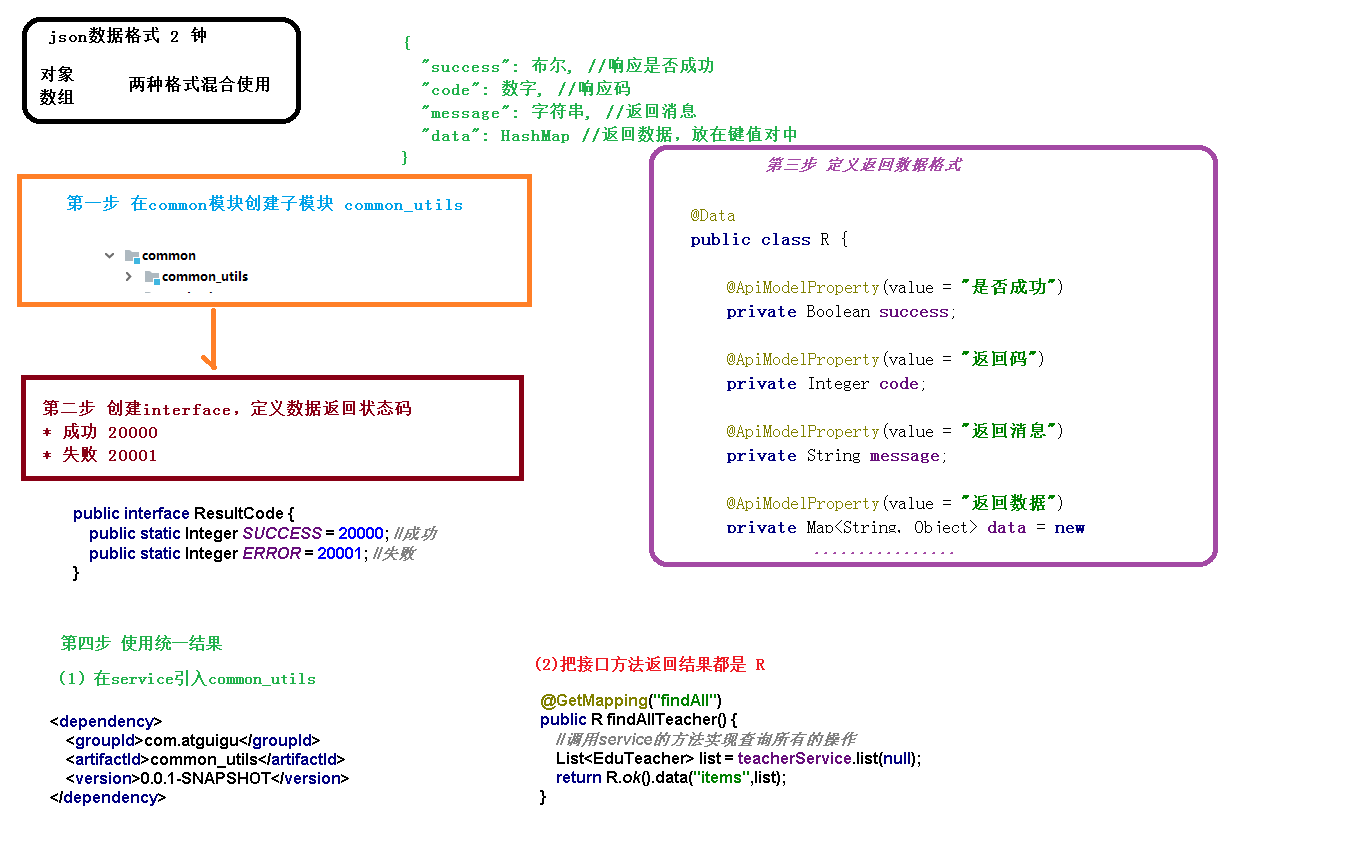 json数据格式 2 钟
对象
数组
两种格式混合使用
{
"success": 布尔, //响应是否成功
"code": 数字, //响应码
"message": 字符串, //返回消息
"data": HashMap //返回数据，放在键值对中
}
第一步 在common模块创建子模块 common_utils
common
common_utils
第二步 创建interface，定义数据返回状态码
* 成功 20000
* 失败 20001
public interface ResultCode {
public static Integer SUCCESS = 20000; //成功
public static Integer ERROR = 20001; //失败
}
第三步 定义返回数据格式
@Data
public class R {
@ApiModelProperty(value = "是否成功")
private Boolean success;
@ApiModelProperty(value = "返回码")
private Integer code;
@ApiModelProperty(value = "返回消息")
private String message;
@ApiModelProperty(value = "返回数据")
private Map<String, Object> data = new
................
第四步 使用统一结果
（1）在service引入common_utils
<dependency>
<groupId>com.atguigu</groupId>
<artifactId>common_utils</artifactId>
<version>0.0.1-SNAPSHOT</version>
</dependency>
(2)把接口方法返回结果都是 R
@GetMapping("findAll")
public R findAllTeacher() {
//调用service的方法实现查询所有的操作
List<EduTeacher> list = teacherService.list(null);
return R.ok().data("items",list);
}